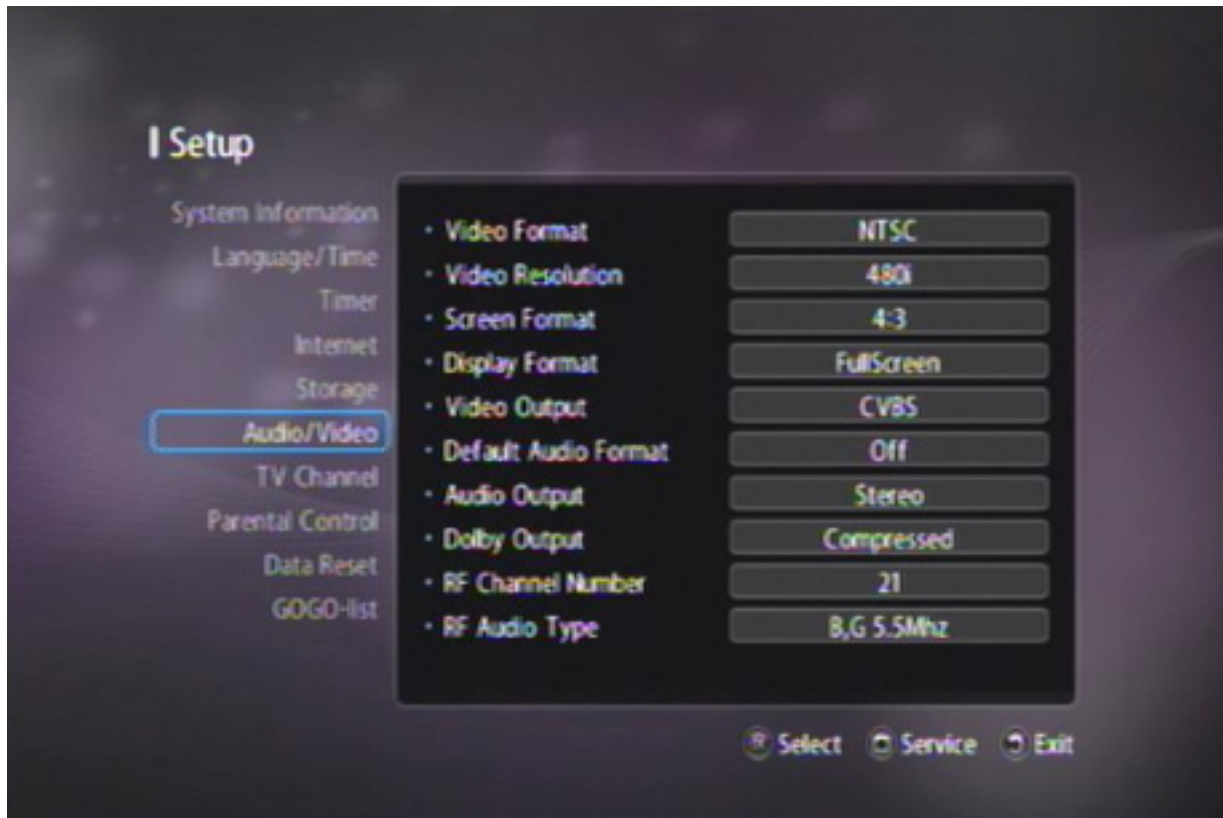 Setup
System Information
Language/Time
Timer
Internet
Storage
Audio/Video
TV Channel
Parental Control
Data Reset
GOGO-list
· Video Format NTSC
· Video Resolution 480i
· Screen Format 4:3
· Display Format FullScreen
· Video Output CVBS
· Default Audio Format Off
· Audio Output Stereo
· Dolby Output Compressed
· RF Channel Number 21
· RF Audio Type B,G 5.5Mhz
Select Service Exit